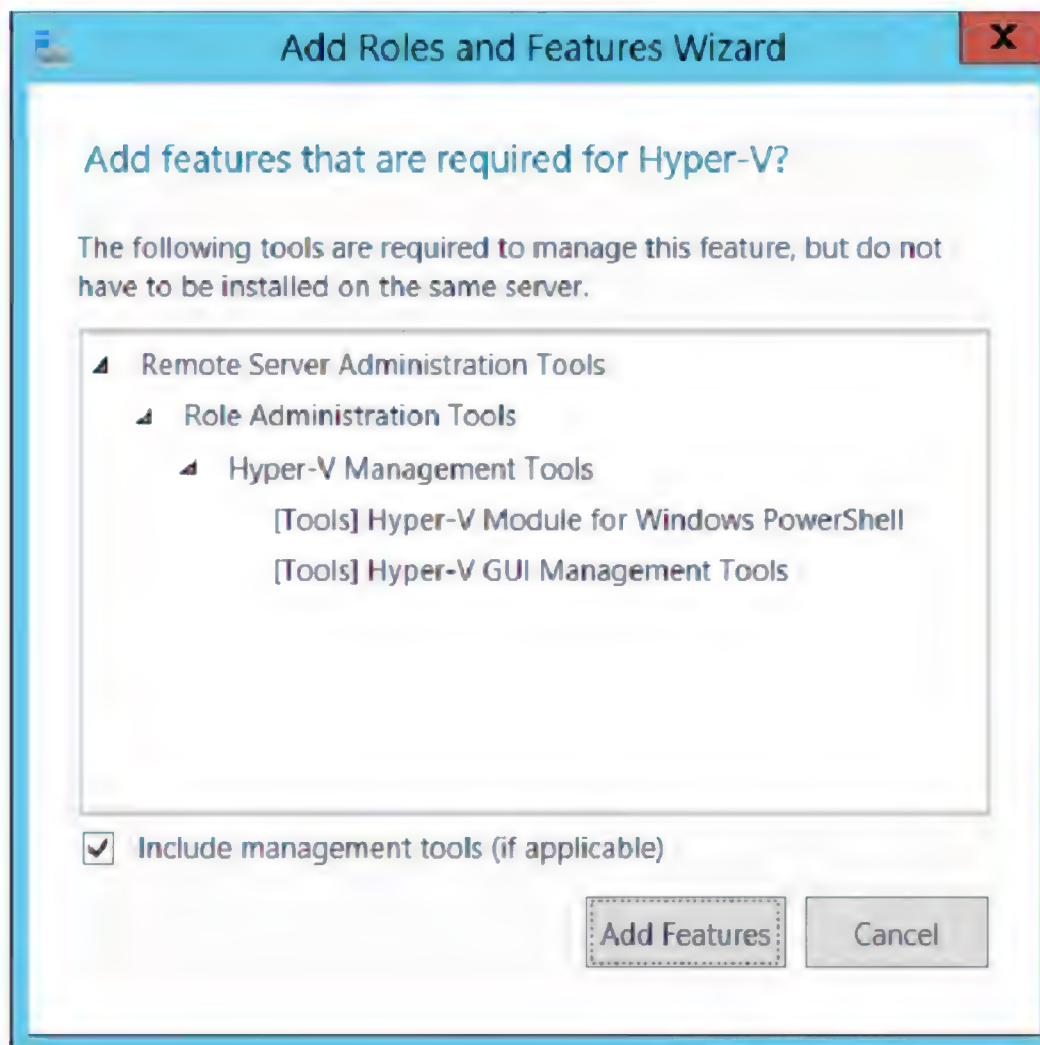 Add Roles and Features Wizard
X
Add features that are required for Hyper-V?
The following tools are required to manage this feature, but do not
have to be installed on the same server.
Remote Server Administration Tools
Role Administration Tools
Hyper-V Management Tools
[Tools] Hyper-V Module for Windows PowerShell
[Tools] Hyper-V GUI Management Tools
Include management tools (if applicable)
Add Features
Cancel